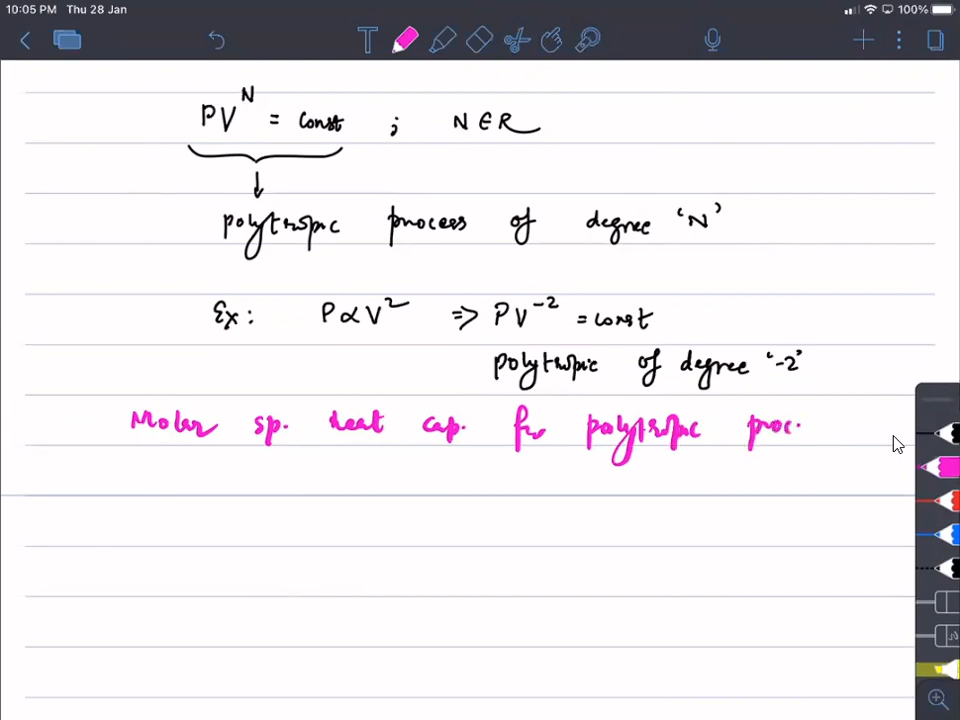 10:05 PM Thu 28 Jan 100%
T
PV^N = const ; N ∈ R
polytropic process of degree 'N'
Ex: P ∝ V^2 => PV^-2 = const
polytropic of degree '-2'
Molar sp. heat cap. for polytropic proc.